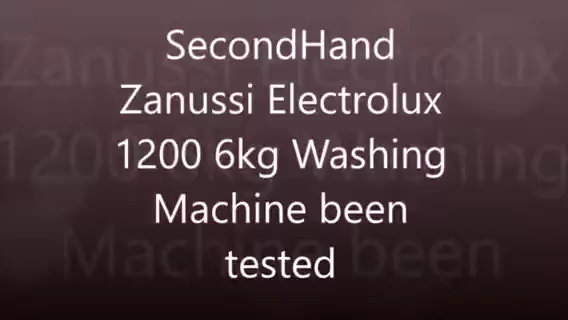 SecondHand
Zanussi Electrolux
1200 6kg Washing
Machine been
tested